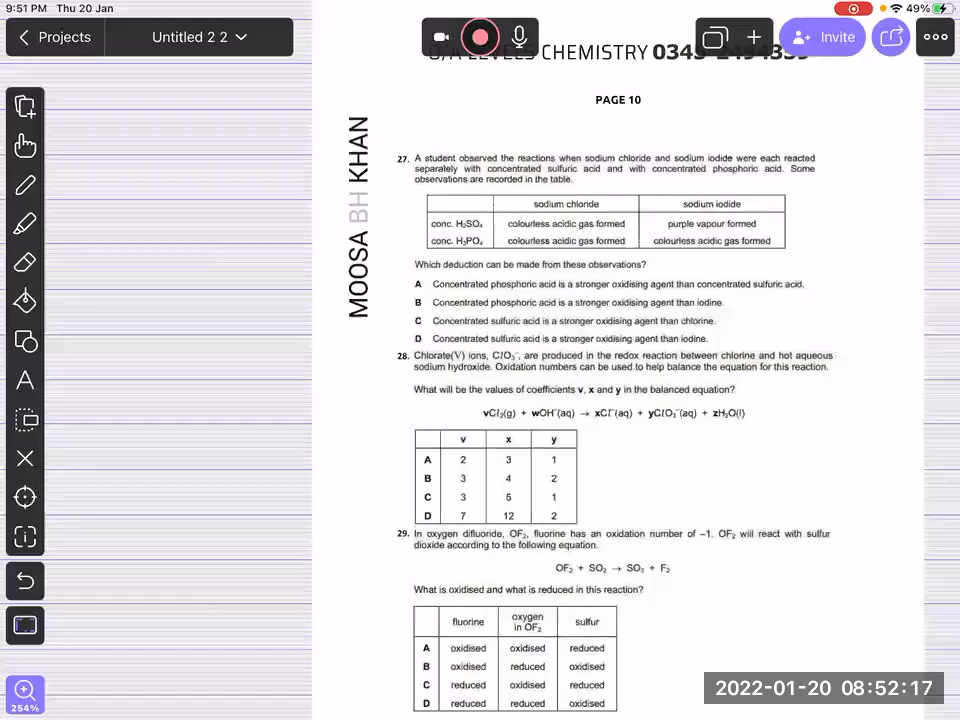 9:51 PM Thu 20 Jan
49%
Projects
Untitled 2 2
Invite
O/A LEVELS CHEMISTRY 0345-2494359
PAGE 10
MOOSA BH KHAN
27. A student observed the reactions when sodium chloride and sodium iodide were each reacted
separately with concentrated sulfuric acid and with concentrated phosphoric acid. Some
observations are recorded in the table.
sodium chloride sodium iodide
conc. H₂SO₄ colourless acidic gas formed purple vapour formed
conc. H₃PO₄ colourless acidic gas formed colourless acidic gas formed
Which deduction can be made from these observations?
A Concentrated phosphoric acid is a stronger oxidising agent than concentrated sulfuric acid.
B Concentrated phosphoric acid is a stronger oxidising agent than iodine.
C Concentrated sulfuric acid is a stronger oxidising agent than chlorine.
D Concentrated sulfuric acid is a stronger oxidising agent than iodine.
28. Chlorate(V) ions, ClO₃⁻, are produced in the redox reaction between chlorine and hot aqueous
sodium hydroxide. Oxidation numbers can be used to help balance the equation for this reaction.
What will be the values of coefficients v, x and y in the balanced equation?
vCl₂(g) + wOH⁻(aq) → xCl⁻(aq) + yClO₃⁻(aq) + zH₂O(l)
v x y
A 2 3 1
B 3 4 2
C 3 5 1
D 7 12 2
29. In oxygen difluoride, OF₂, fluorine has an oxidation number of –1. OF₂ will react with sulfur
dioxide according to the following equation.
OF₂ + SO₂ → SO₃ + F₂
What is oxidised and what is reduced in this reaction?
fluorine oxygen in OF₂ sulfur
A oxidised oxidised reduced
B oxidised reduced oxidised
C reduced oxidised reduced
D reduced reduced oxidised
254%
2022-01-20 08:52:17